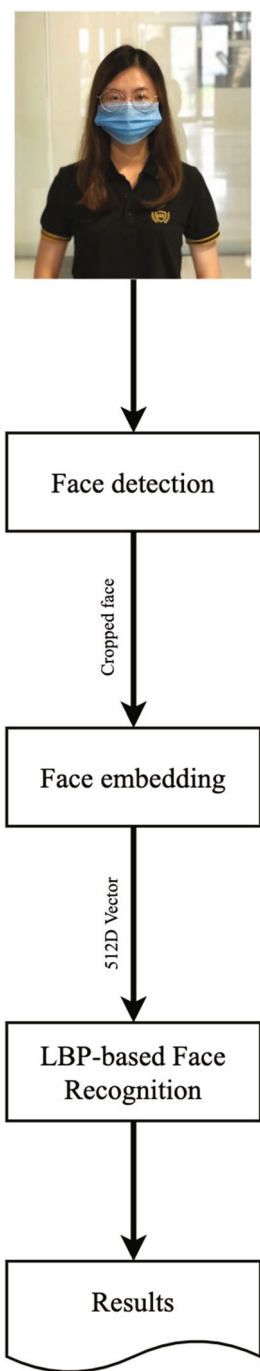 Face detection
Cropped face
Face embedding
512D Vector
LBP-based Face
Recognition
Results